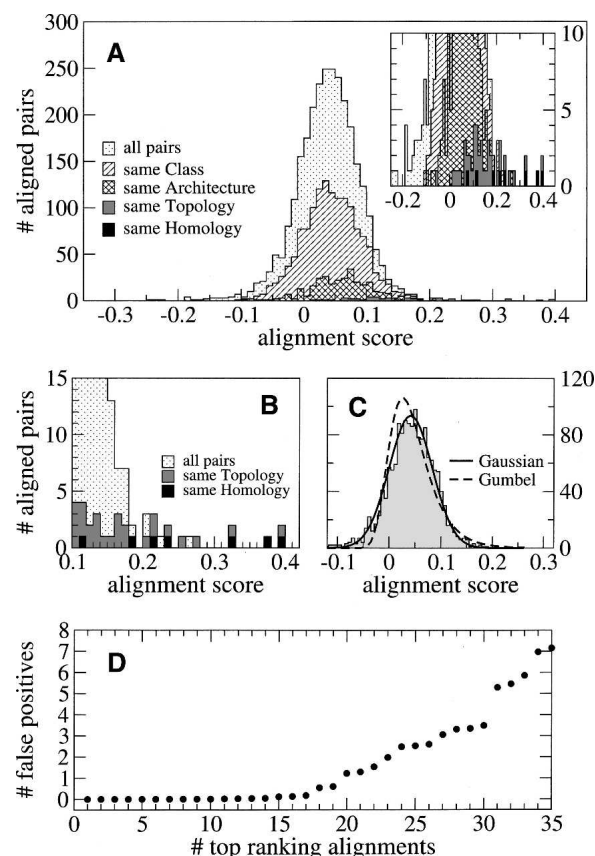 300
250
200
150
100
50
0
# aligned pairs
A
all pairs
same Class
same Architecture
same Topology
same Homology
10
5
0
-0.2 0 0.2 0.4
-0.3 -0.2 -0.1 0 0.1 0.2 0.3 0.4
alignment score
15
10
5
0
# aligned pairs
B
all pairs
same Topology
same Homology
0.1 0.2 0.3 0.4
alignment score
C
120
80
40
0
Gaussian
Gumbel
-0.1 0 0.1 0.2 0.3
alignment score
8
7
6
5
4
3
2
1
0
# false positives
D
0 5 10 15 20 25 30 35
# top ranking alignments